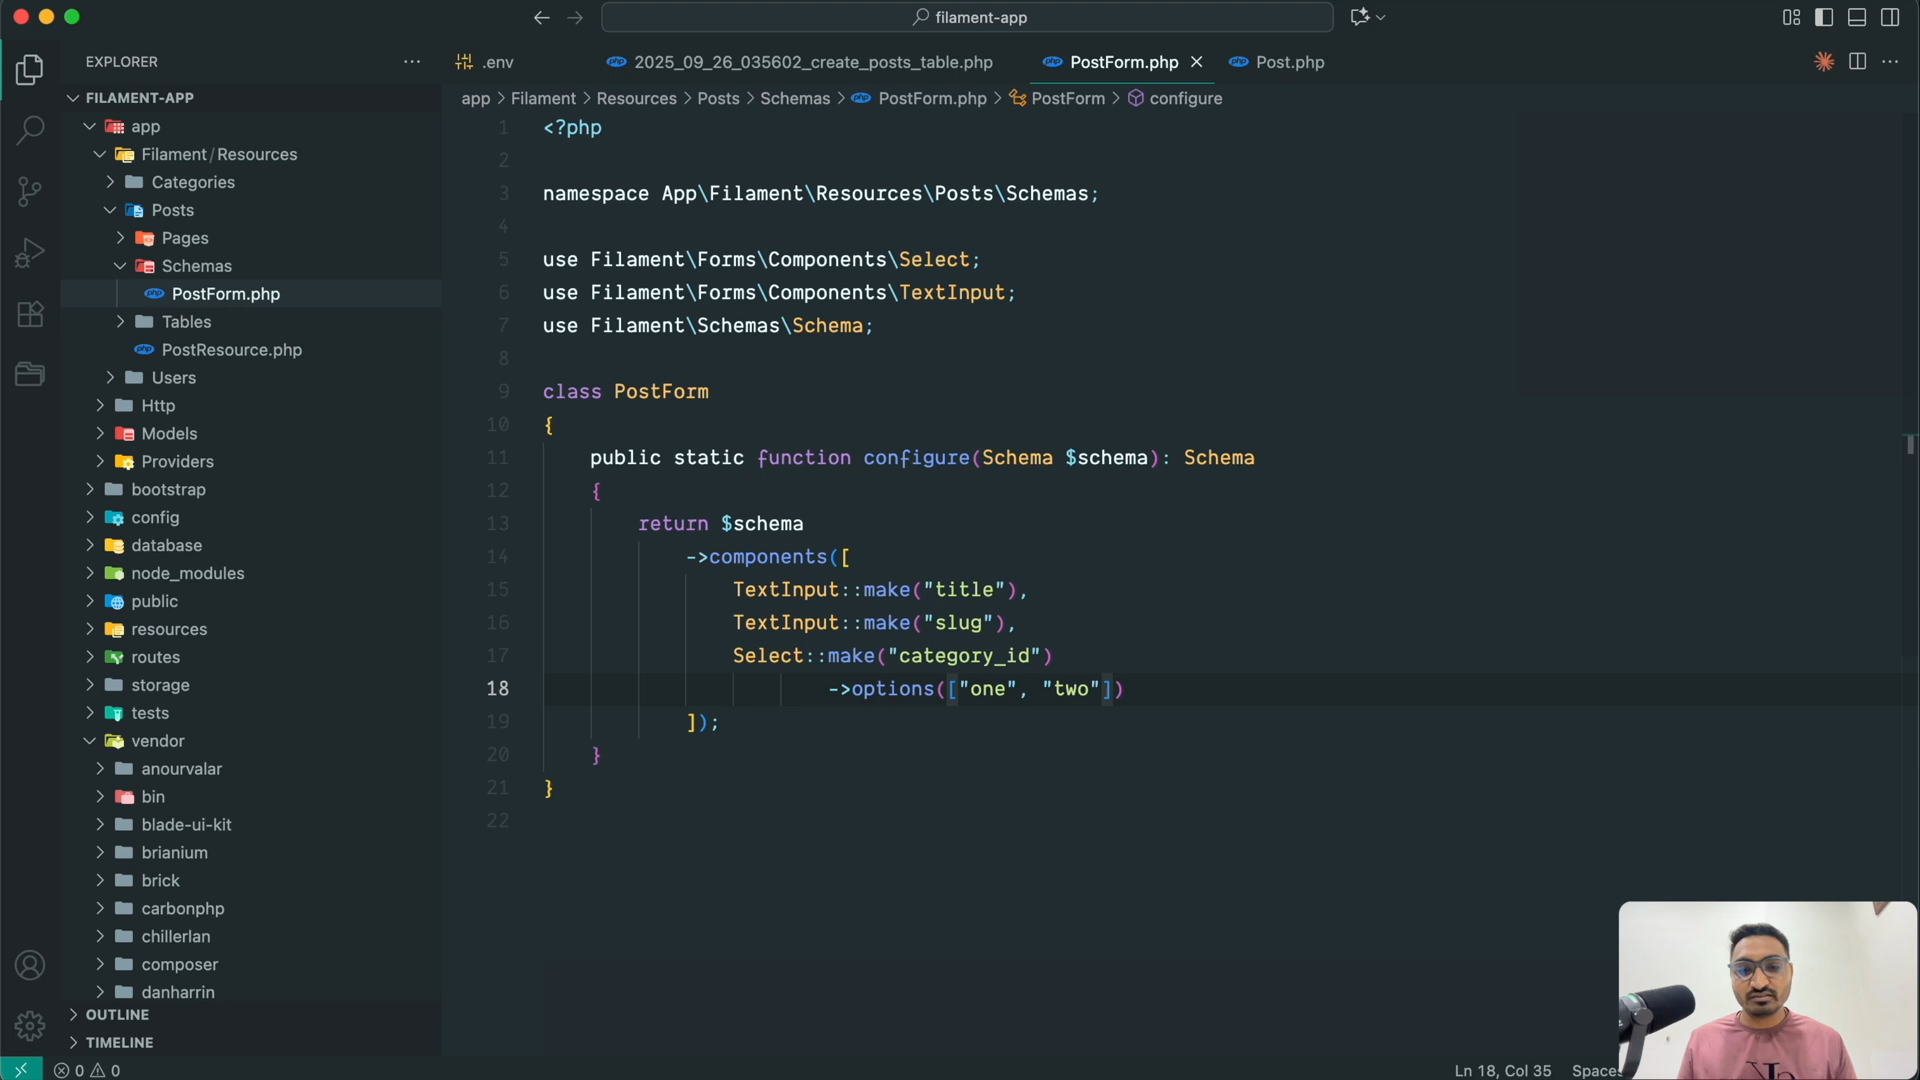 filament-app
EXPLORER
.env
2025_09_26_035602_create_posts_table.php
PostForm.php
Post.php
app > Filament > Resources > Posts > Schemas > PostForm.php > PostForm > configure
FILAMENT-APP
app
Filament/Resources
Categories
Posts
Pages
Schemas
PostForm.php
Tables
PostResource.php
Users
Http
Models
Providers
bootstrap
config
database
node_modules
public
resources
routes
storage
tests
vendor
anourvalar
bin
blade-ui-kit
brianium
brick
carbonphp
chillerlan
composer
danharrin
OUTLINE
TIMELINE
1 <?php
2
3 namespace App\Filament\Resources\Posts\Schemas;
4
5 use Filament\Forms\Components\Select;
6 use Filament\Forms\Components\TextInput;
7 use Filament\Schemas\Schema;
8
9 class PostForm
10 {
11 public static function configure(Schema $schema): Schema
12 {
13 return $schema
14 ->components([
15 TextInput::make("title"),
16 TextInput::make("slug"),
17 Select::make("category_id")
18 ->options(["one", "two"])
19 ]);
20 }
21 }
22
0 0
Ln 18, Col 35 Spaces